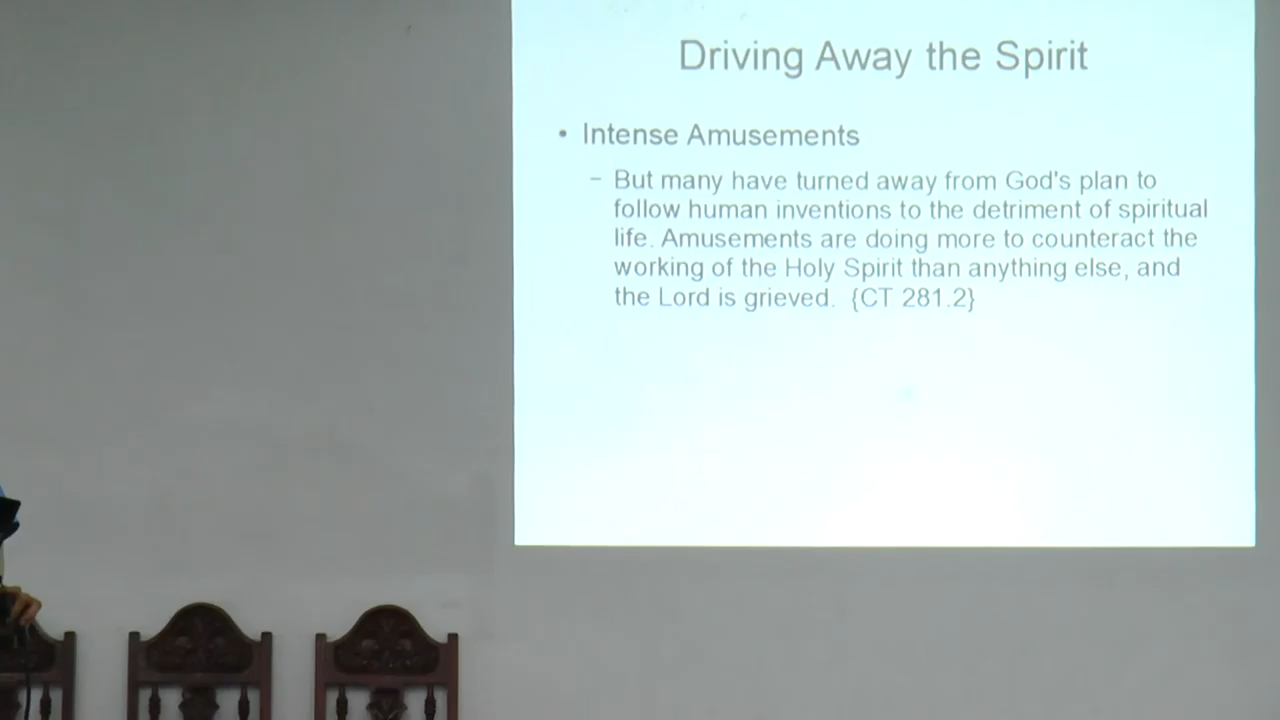 Driving Away the Spirit
• Intense Amusements
– But many have turned away from God's plan to
follow human inventions to the detriment of spiritual
life. Amusements are doing more to counteract the
working of the Holy Spirit than anything else, and
the Lord is grieved.  {CT 281.2}